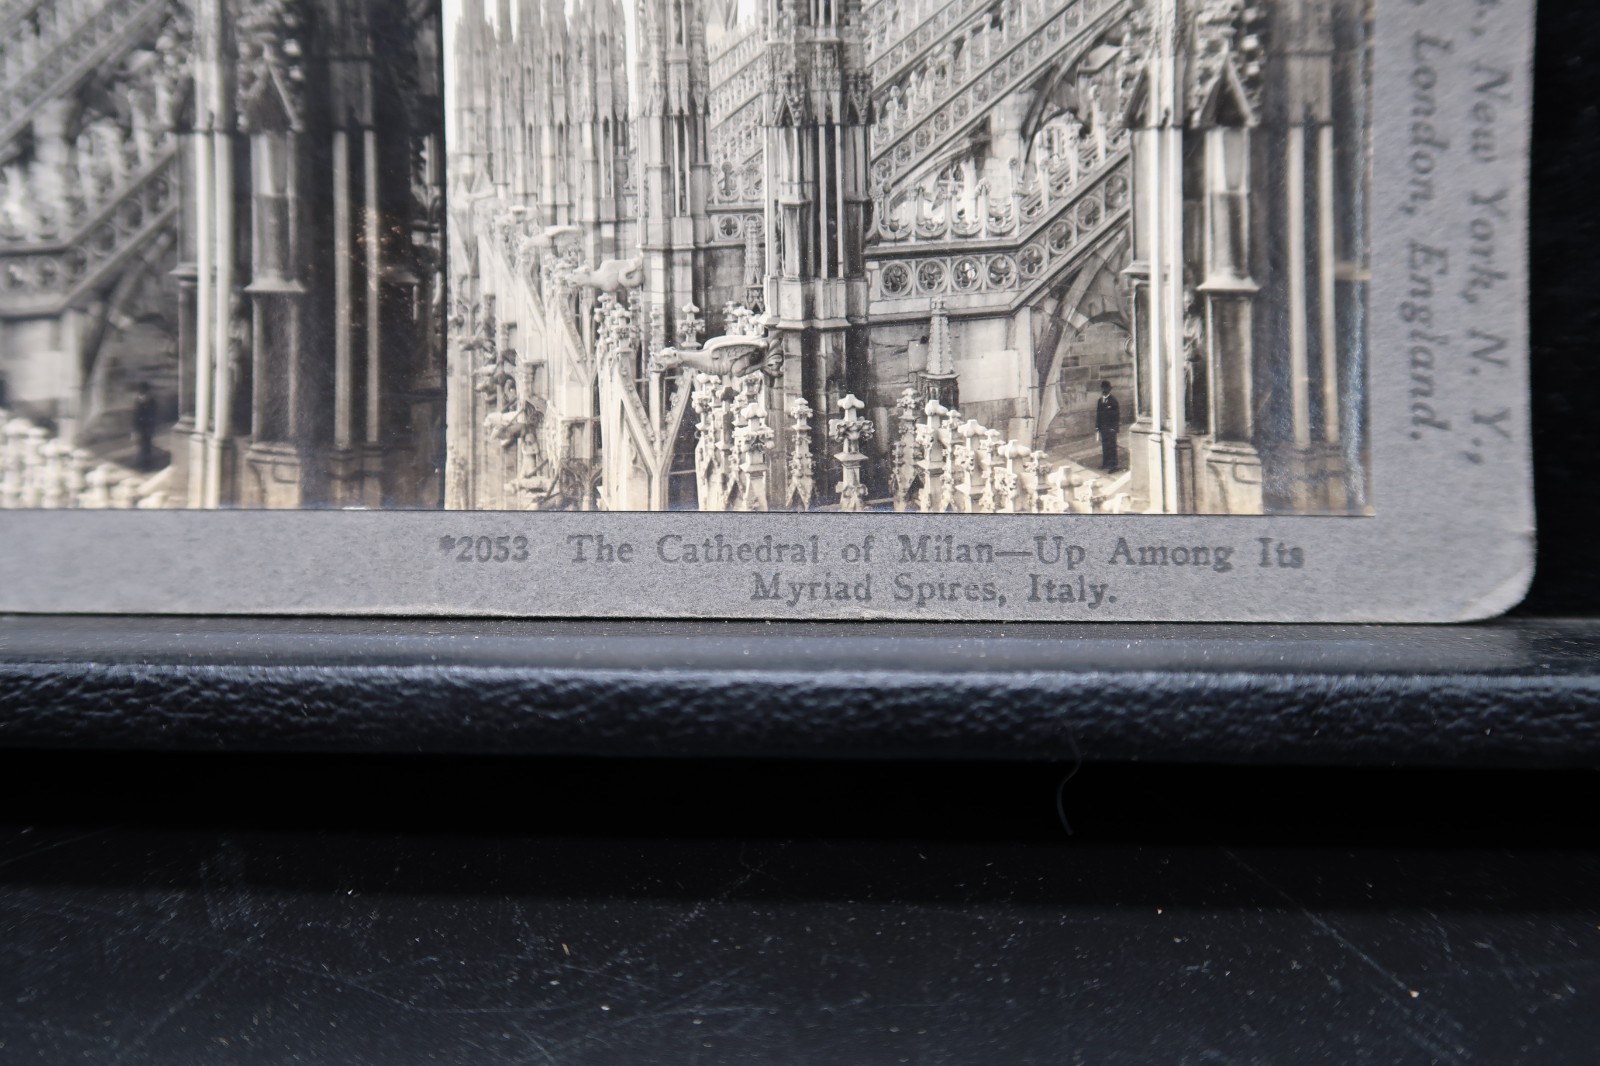 *2053 The Cathedral of Milan—Up Among Its
Myriad Spires, Italy.
New York, N. Y.,
London, England.